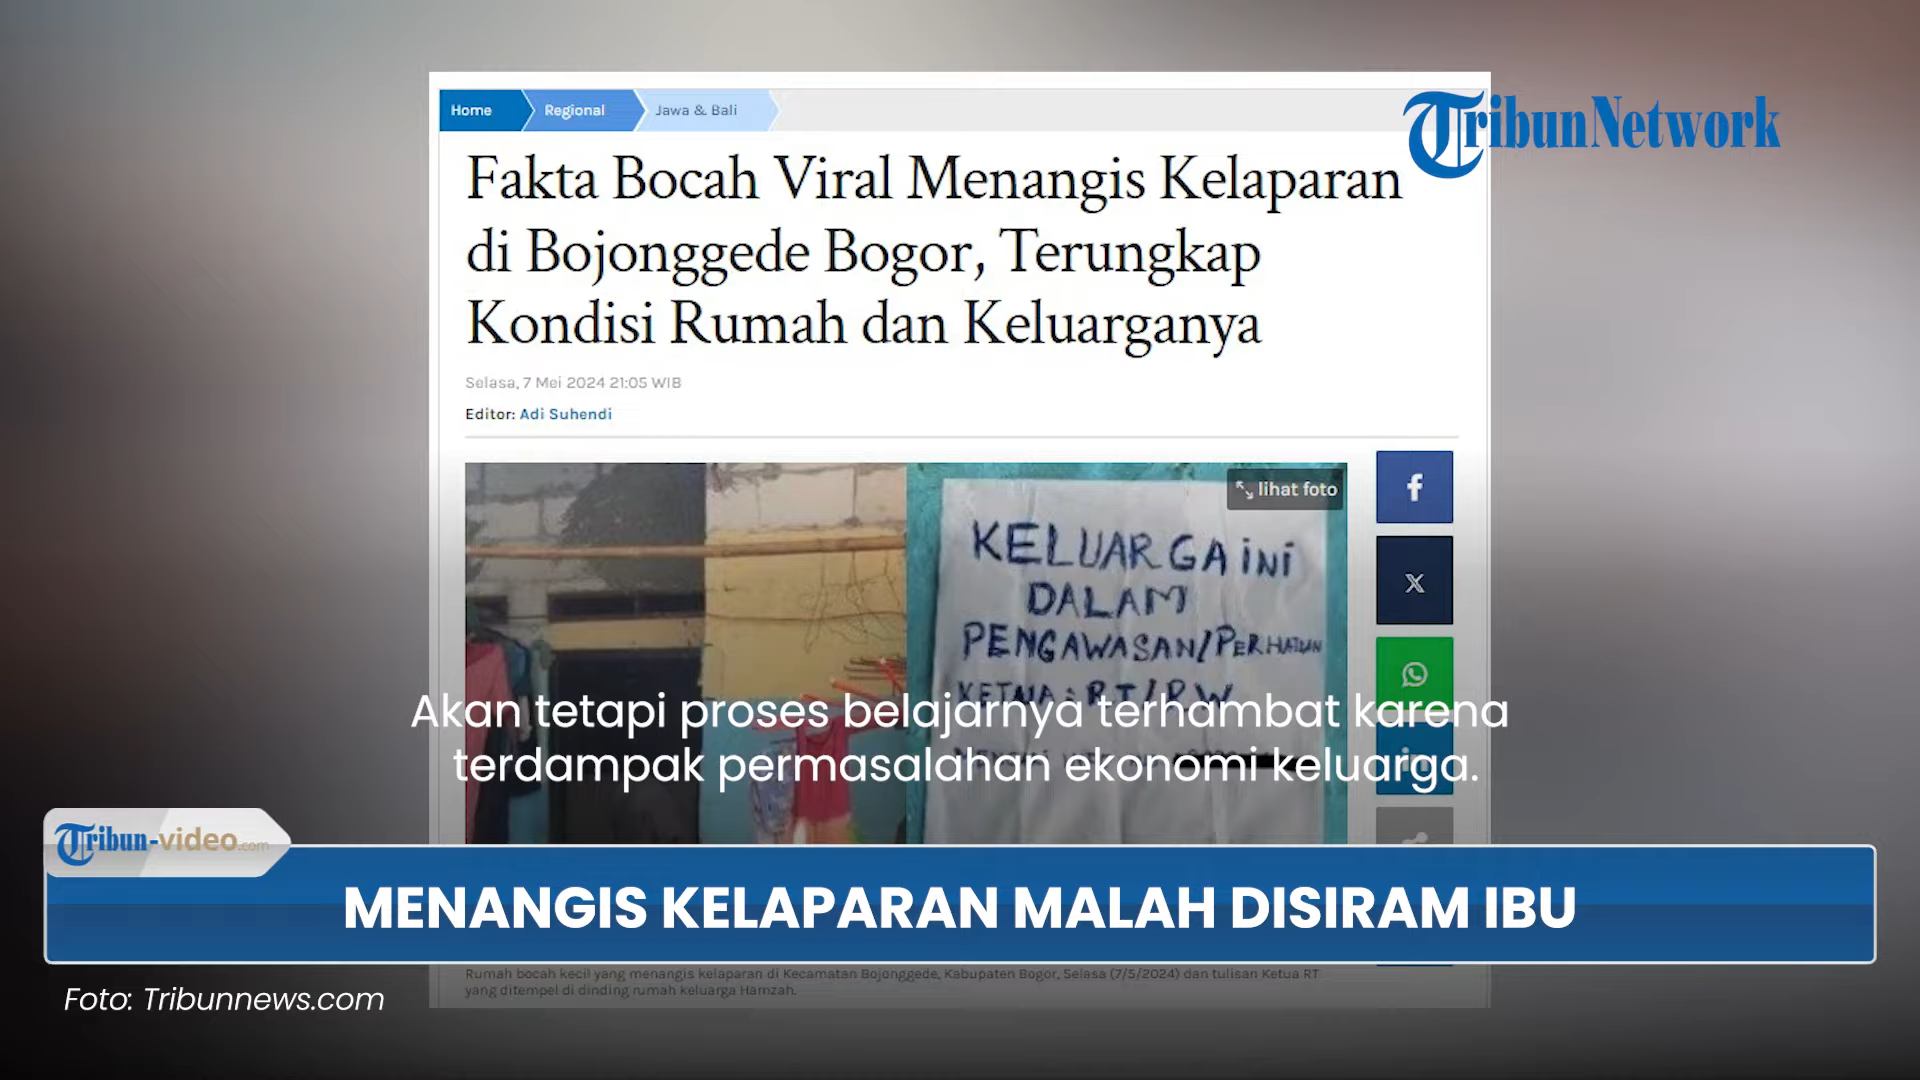 Home Regional Jawa & Bali
TribunNetwork
Fakta Bocah Viral Menangis Kelaparan
di Bojonggede Bogor, Terungkap
Kondisi Rumah dan Keluarganya
Selasa, 7 Mei 2024 21:05 WIB
Editor: Adi Suhendi
lihat foto
KELUARGA iNi
DALAM
PENGAWASAN/PERHATIAN
KETUA : RT/RW
Akan tetapi proses belajarnya terhambat karena
terdampak permasalahan ekonomi keluarga.
Tribun-video.com
MENANGIS KELAPARAN MALAH DISIRAM IBU
Rumah bocah kecil yang menangis kelaparan di Kecamatan Bojonggede, Kabupaten Bogor, Selasa (7/5/2024) dan tulisan Ketua RT
yang ditempel di dinding rumah keluarga Hamzah.
Foto: Tribunnews.com